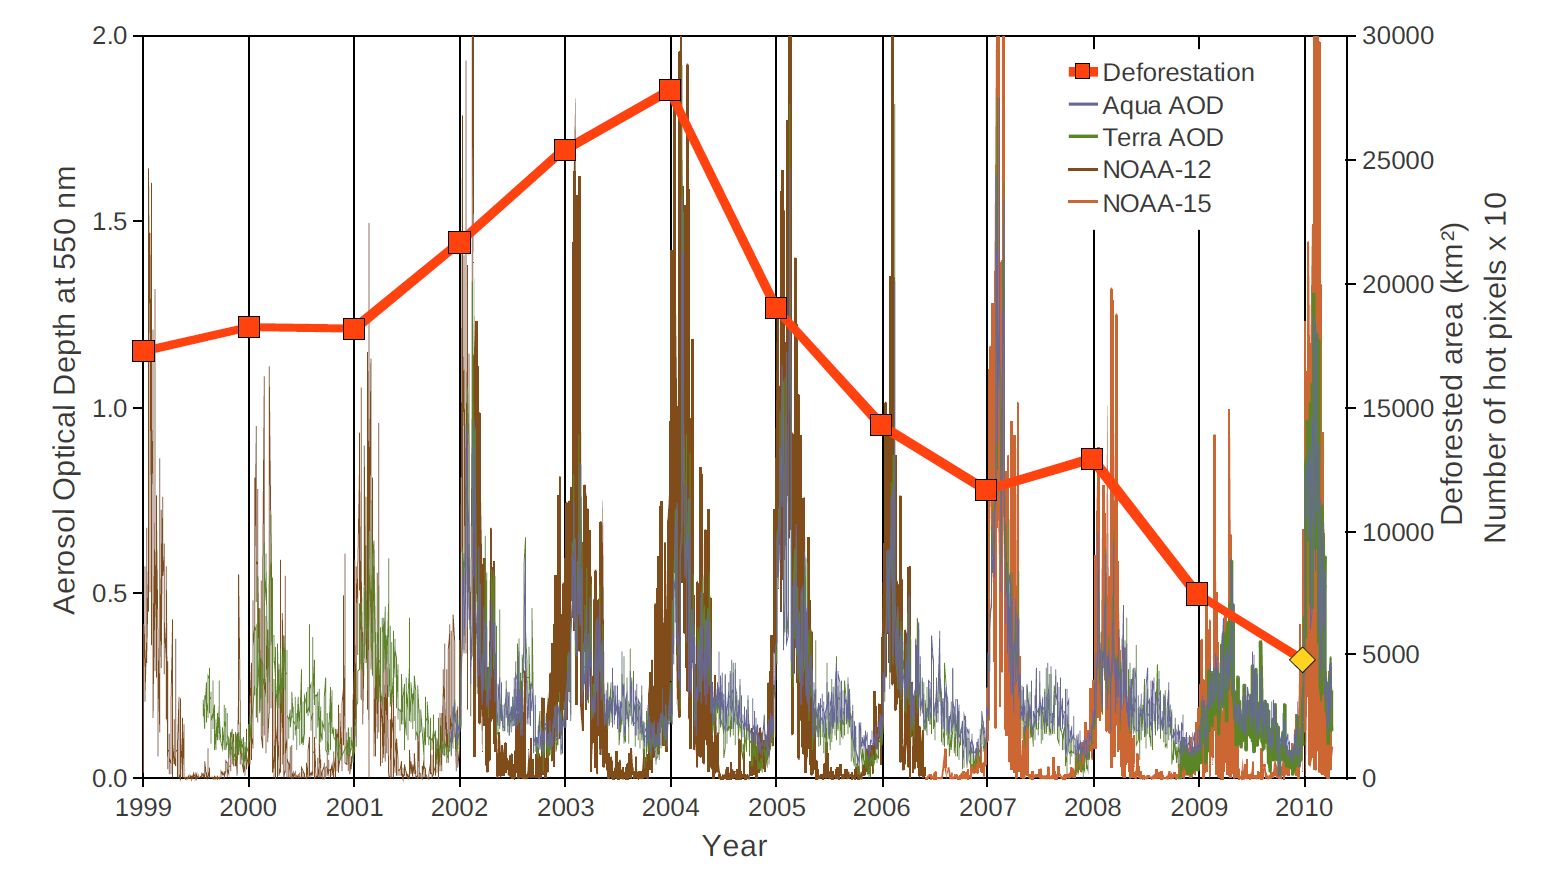 2.0
1.5
1.0
0.5
0.0
Aerosol Optical Depth at 550 nm
30000
25000
20000
15000
10000
5000
0
Deforested area (km²)
Number of hot pixels x 10
Deforestation
Aqua AOD
Terra AOD
NOAA-12
NOAA-15
1999 2000 2001 2002 2003 2004 2005 2006 2007 2008 2009 2010
Year